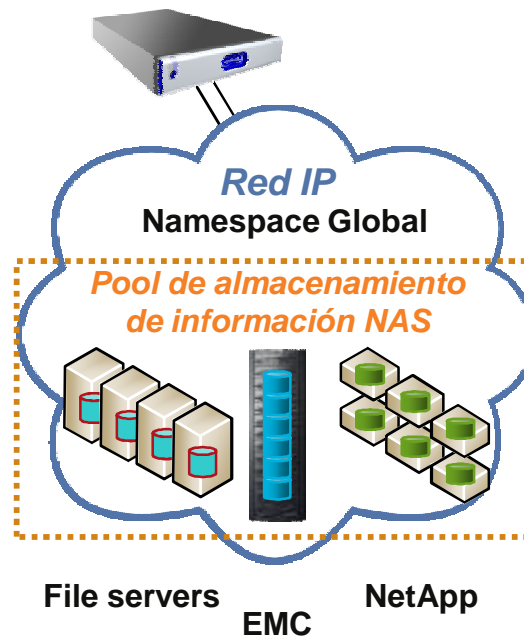 Red IP
Namespace Global
Pool de almacenamiento
de información NAS
File servers
NetApp
EMC